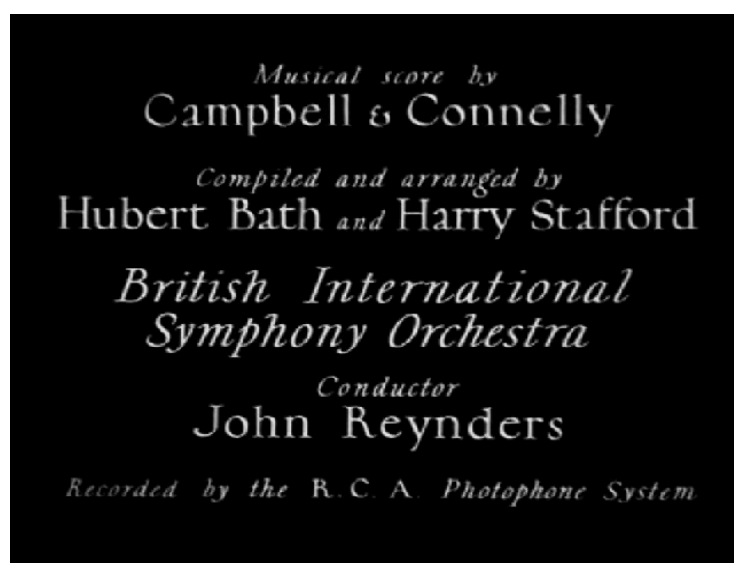 Musical score by
Campbell & Connelly
Compiled and arranged by
Hubert Bath and Harry Stafford
British International
Symphony Orchestra
Conductor
John Reynders
Recorded by the R.C.A. Photophone System